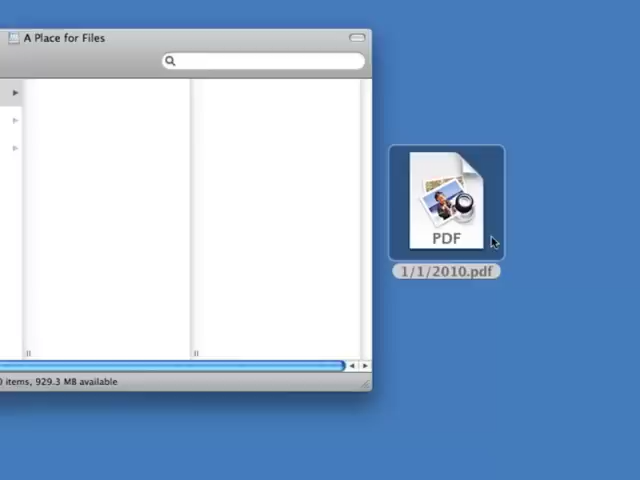 A Place for Files
PDF
1/1/2010.pdf
items, 929.3 MB available